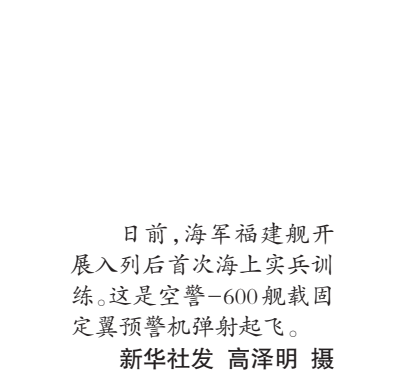 日前，海军福建舰开
展入列后首次海上实兵训
练。这是空警-600舰载固
定翼预警机弹射起飞。
新华社发 高泽明 摄